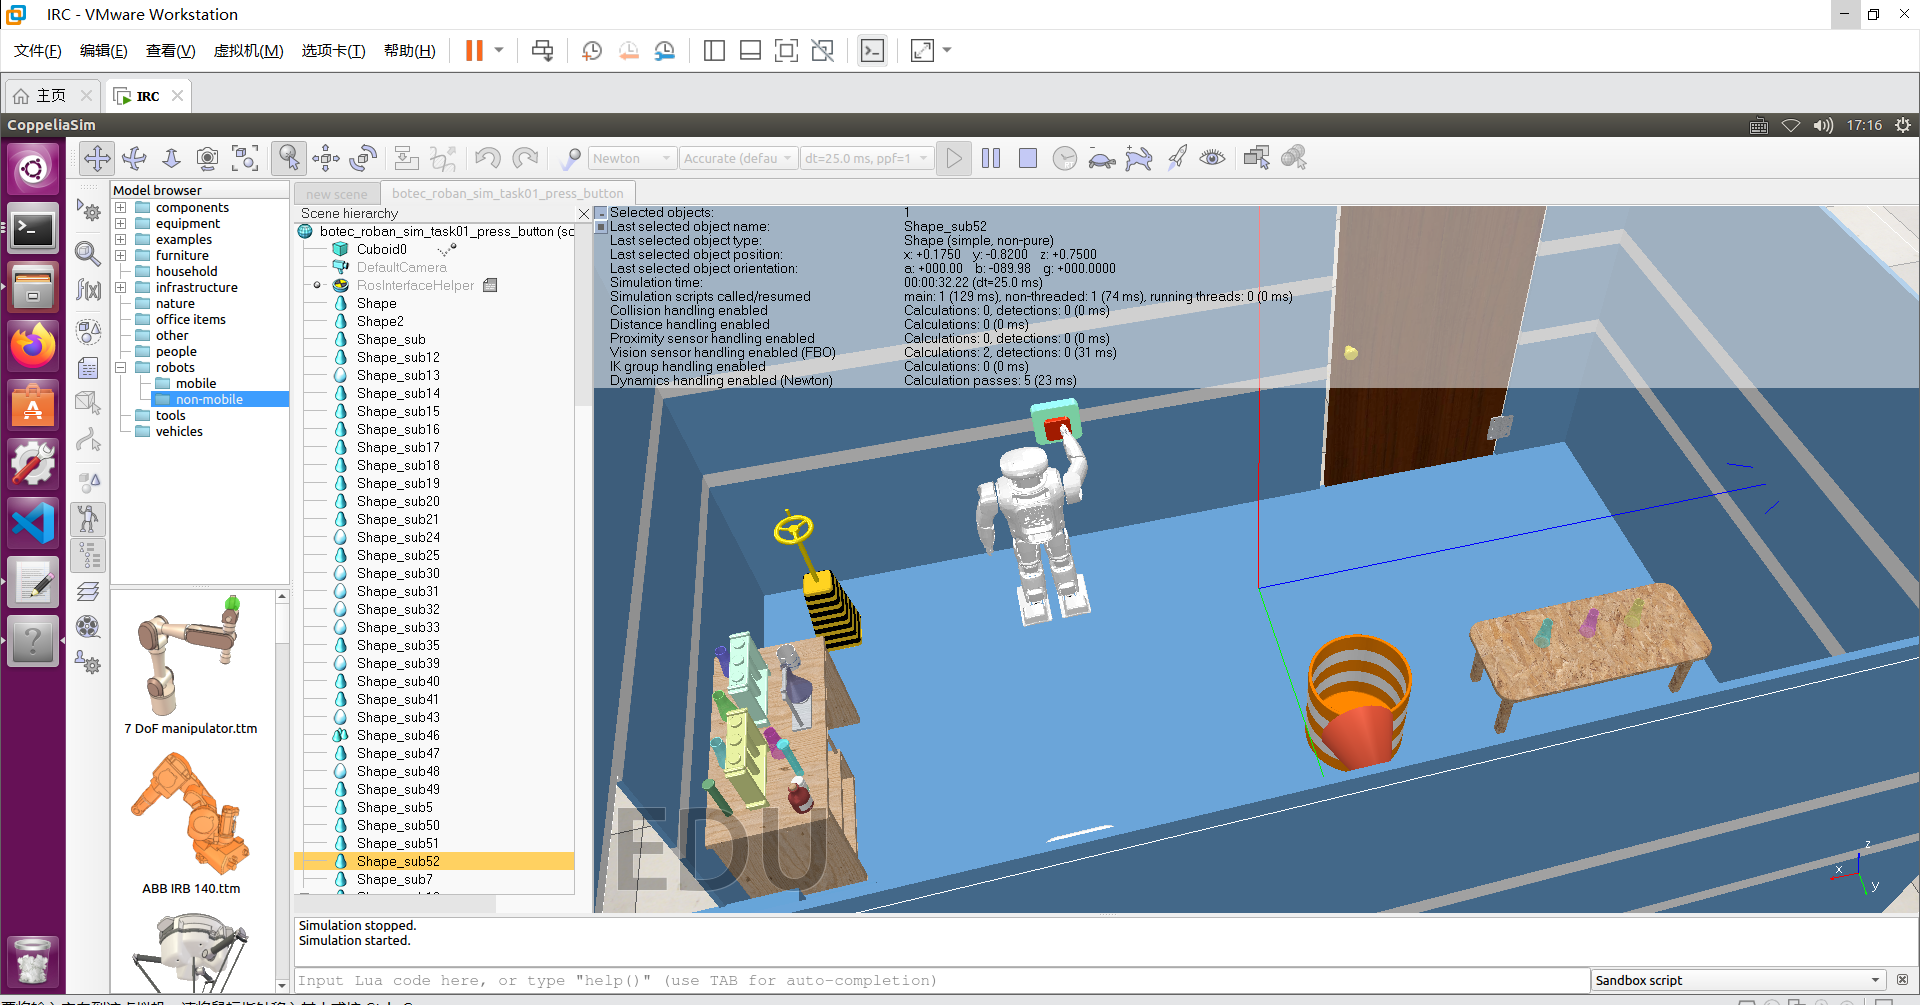 IRC - VMware Workstation
文件(F) 编辑(E) 查看(V) 虚拟机(M) 选项卡(T) 帮助(H)
主页 IRC
CoppeliaSim 17:16
Newton Accurate (defau dt=25.0 ms, ppf=1
Model browser
components
equipment
examples
furniture
household
infrastructure
nature
office items
other
people
robots
mobile
non-mobile
tools
vehicles
7 DoF manipulator.ttm
ABB IRB 140.ttm
new scene botec_roban_sim_task01_press_button
Scene hierarchy
botec_roban_sim_task01_press_button (sc
Cuboid0
DefaultCamera
RosInterfaceHelper
Shape
Shape2
Shape_sub
Shape_sub12
Shape_sub13
Shape_sub14
Shape_sub15
Shape_sub16
Shape_sub17
Shape_sub18
Shape_sub19
Shape_sub20
Shape_sub21
Shape_sub24
Shape_sub25
Shape_sub30
Shape_sub31
Shape_sub32
Shape_sub33
Shape_sub35
Shape_sub39
Shape_sub40
Shape_sub41
Shape_sub43
Shape_sub46
Shape_sub47
Shape_sub48
Shape_sub49
Shape_sub5
Shape_sub50
Shape_sub51
Shape_sub52
Shape_sub7
Selected objects: 1
Last selected object name: Shape_sub52
Last selected object type: Shape (simple, non-pure)
Last selected object position: x: +0.1750 y: -0.8200 z: +0.7500
Last selected object orientation: a: +000.00 b: -089.98 g: +000.0000
Simulation time: 00:00:32.22 (dt=25.0 ms)
Simulation scripts called/resumed main: 1 (129 ms), non-threaded: 1 (74 ms), running threads: 0 (0 ms)
Collision handling enabled Calculations: 0, detections: 0 (0 ms)
Distance handling enabled Calculations: 0 (0 ms)
Proximity sensor handling enabled Calculations: 0, detections: 0 (0 ms)
Vision sensor handling enabled (FBO) Calculations: 2, detections: 0 (31 ms)
IK group handling enabled Calculations: 0 (0 ms)
Dynamics handling enabled (Newton) Calculation passes: 5 (23 ms)
EDU
z
x
y
Simulation stopped.
Simulation started.
Input Lua code here, or type "help()" (use TAB for auto-completion) Sandbox script